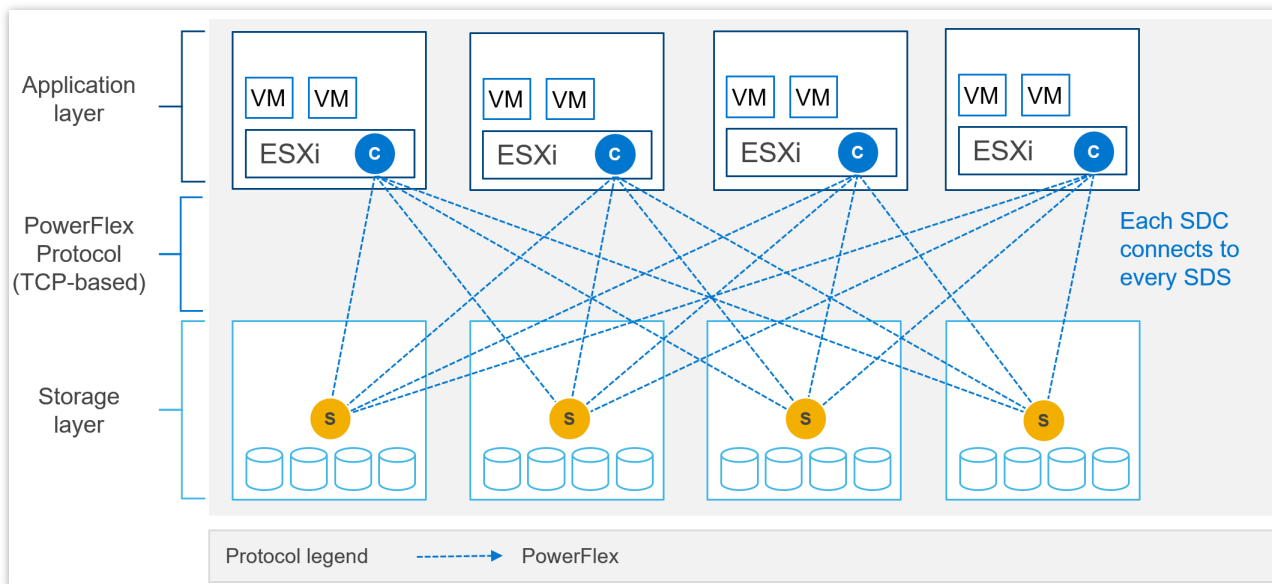 Application
layer
VM VM
VM VM
VM VM
VM VM
ESXi C
ESXi C
ESXi C
ESXi C
PowerFlex
Protocol
(TCP-based)
Each SDC
connects to
every SDS
Storage
layer
S
S
S
S
Protocol legend
PowerFlex